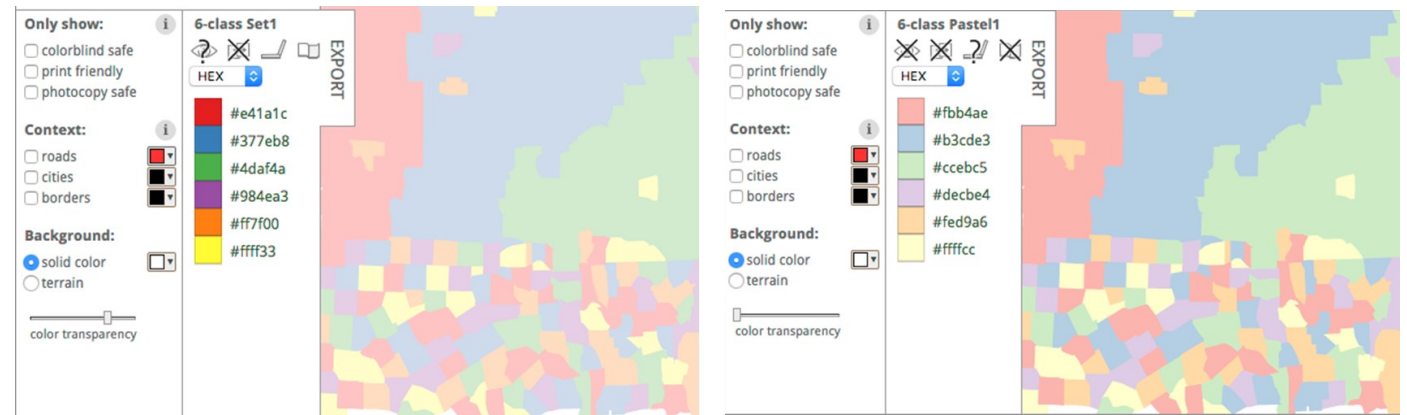 Only show:
i
colorblind safe
print friendly
photocopy safe
Context:
i
roads
cities
borders
Background:
solid color
terrain
color transparency
6-class Set1
EXPORT
HEX
#e41a1c
#377eb8
#4daf4a
#984ea3
#ff7f00
#ffff33
Only show:
i
colorblind safe
print friendly
photocopy safe
Context:
i
roads
cities
borders
Background:
solid color
terrain
color transparency
6-class Pastel1
EXPORT
HEX
#fbb4ae
#b3cde3
#ccebc5
#decbe4
#fed9a6
#ffffcc